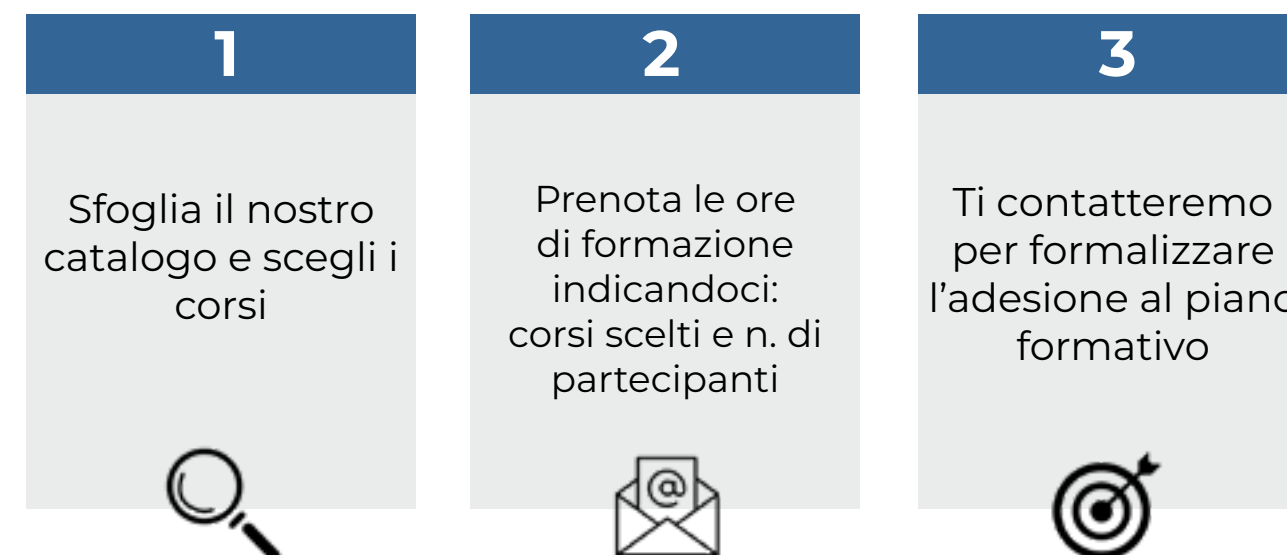 1
Sfoglia il nostro
catalogo e scegli i
corsi
2
Prenota le ore
di formazione
indicandoci:
corsi scelti e n. di
partecipanti
@
3
Ti contatteremo
per formalizzare
l’adesione al piano
formativo